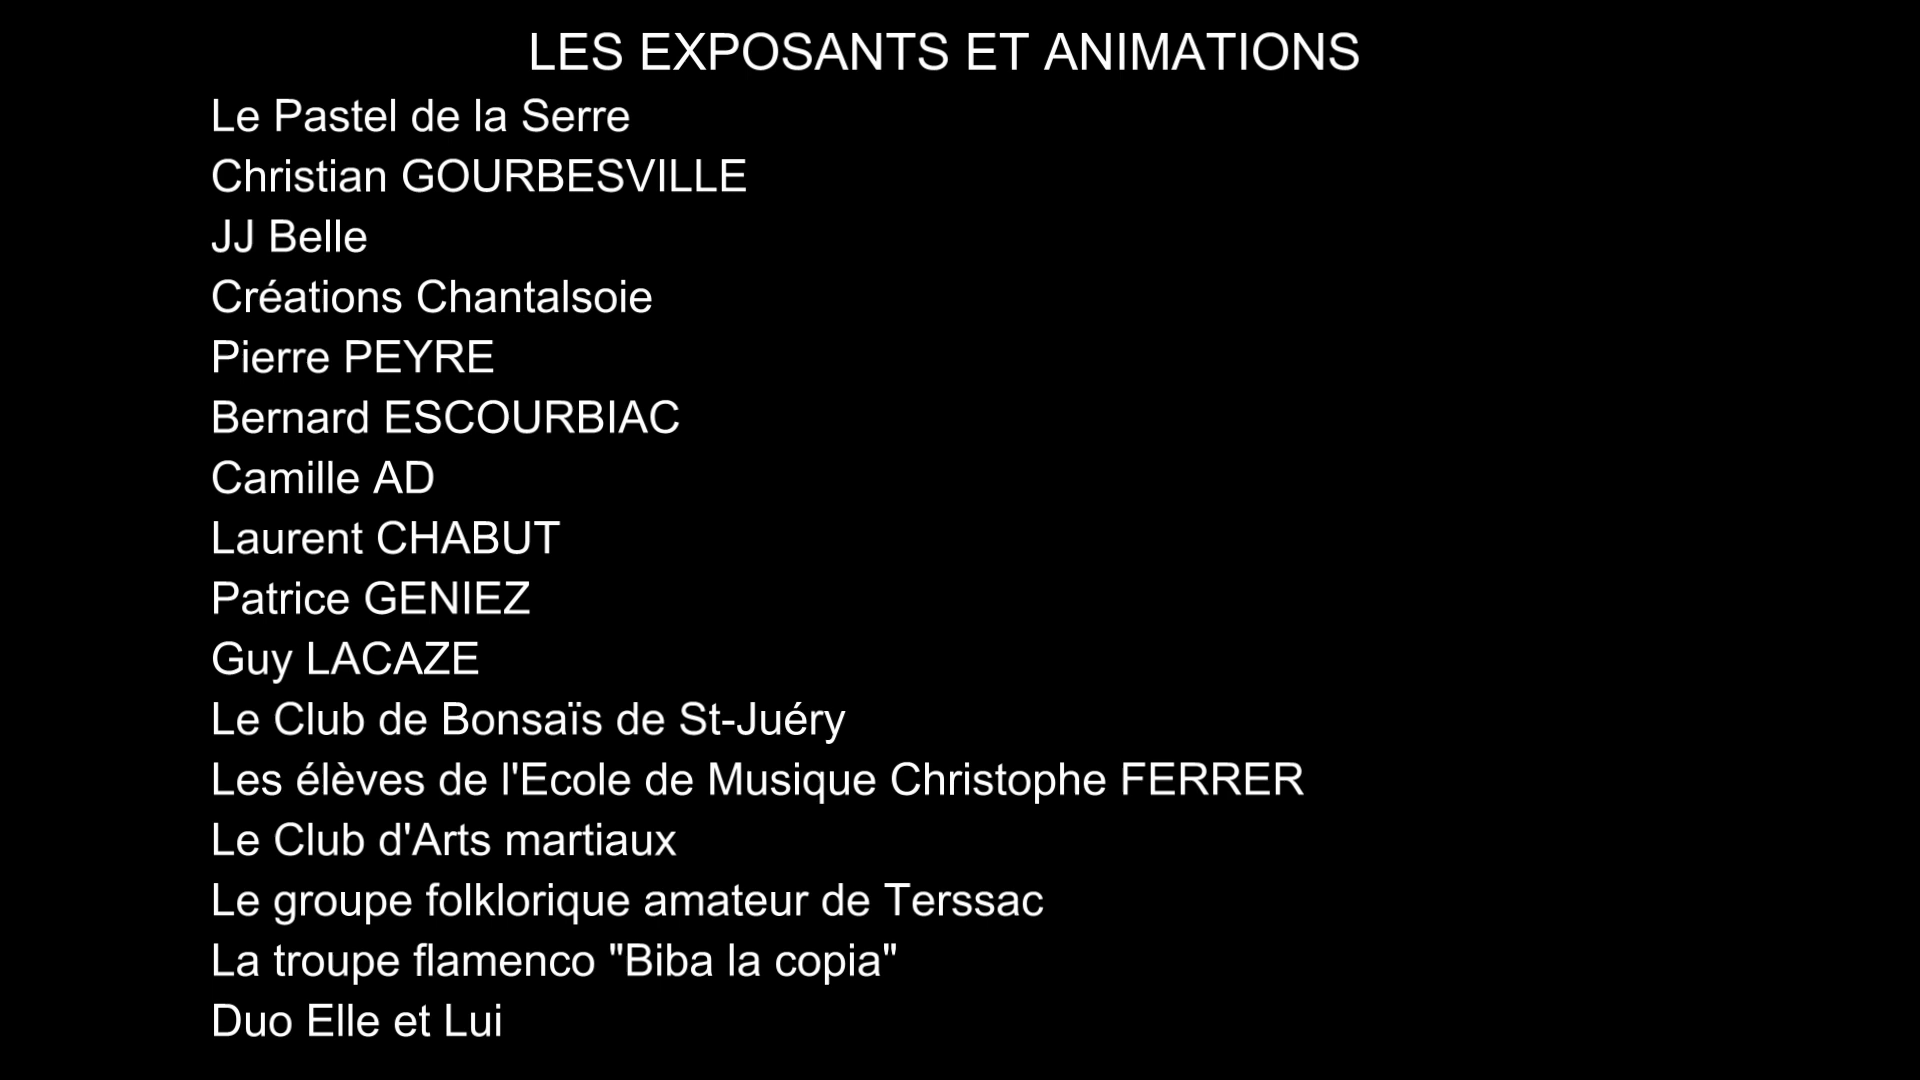 LES EXPOSANTS ET ANIMATIONS
Le Pastel de la Serre
Christian GOURBESVILLE
JJ Belle
Créations Chantalsoie
Pierre PEYRE
Bernard ESCOURBIAC
Camille AD
Laurent CHABUT
Patrice GENIEZ
Guy LACAZE
Le Club de Bonsaïs de St-Juéry
Les élèves de l'Ecole de Musique Christophe FERRER
Le Club d'Arts martiaux
Le groupe folklorique amateur de Terssac
La troupe flamenco "Biba la copia"
Duo Elle et Lui